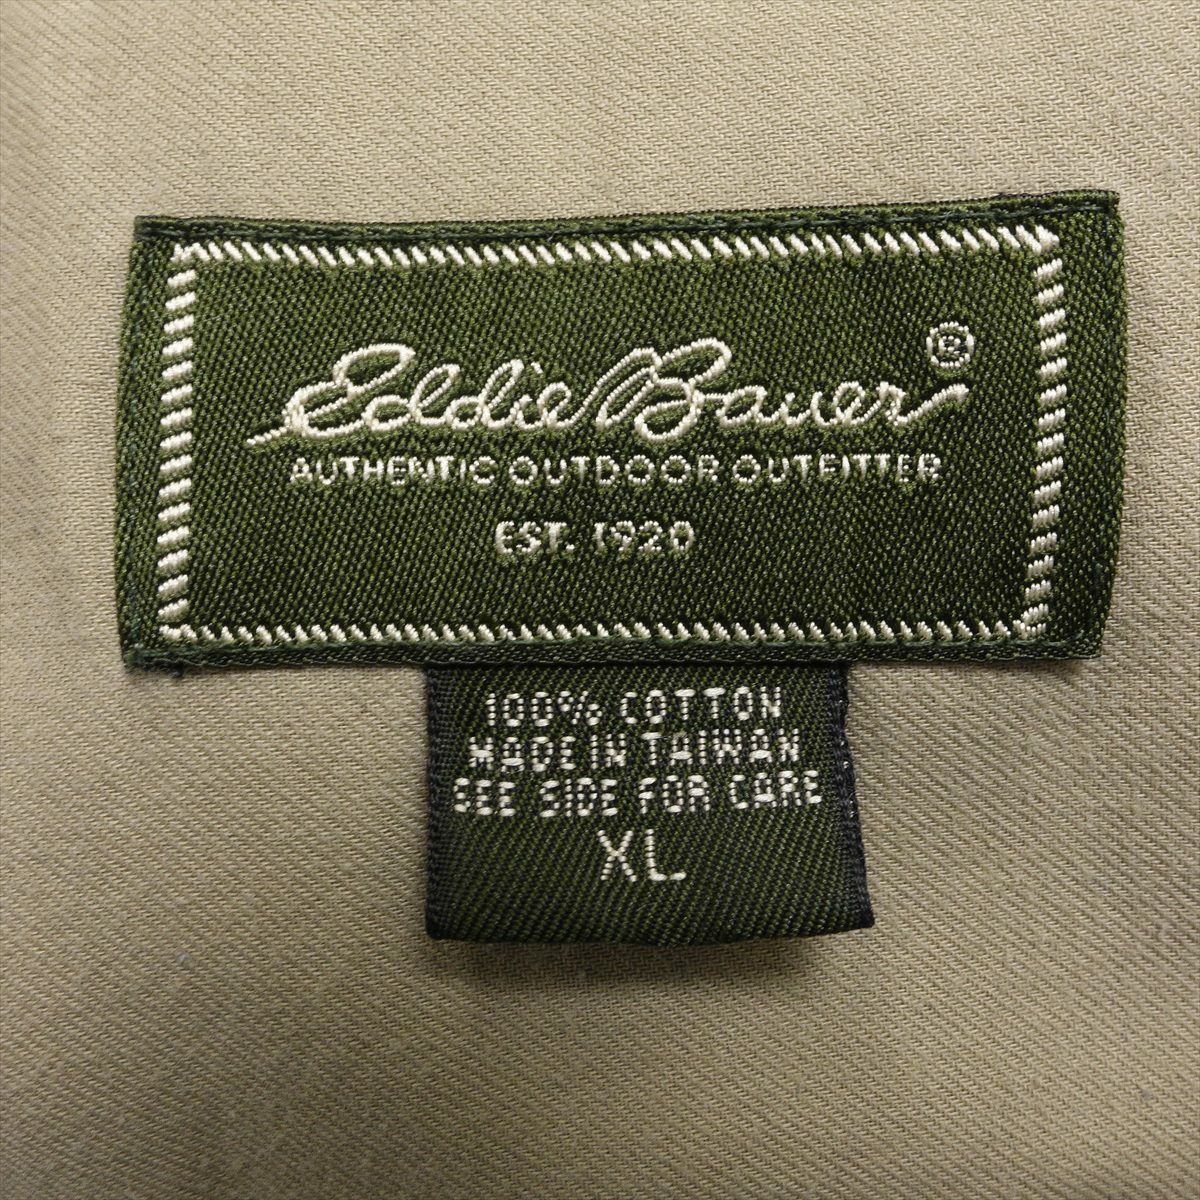 Eddie Bauer®
AUTHENTIC OUTDOOR OUTFITTER
EST. 1920
100% COTTON
MADE IN TAIWAN
SEE SIDE FOR CARE
XL